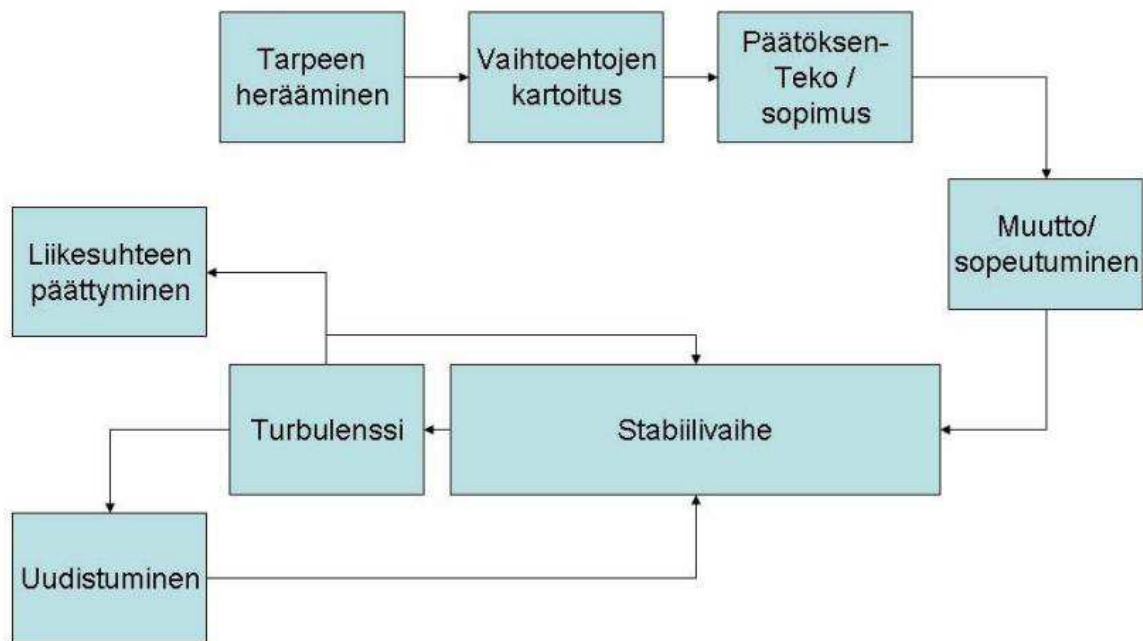 Tarpeen
herääminen
Vaihtoehtojen
kartoitus
Päätöksen-
Teko /
sopimus
Muutto/
sopeutuminen
Liikesuhteen
päättyminen
Turbulenssi
Stabiilivaihe
Uudistuminen